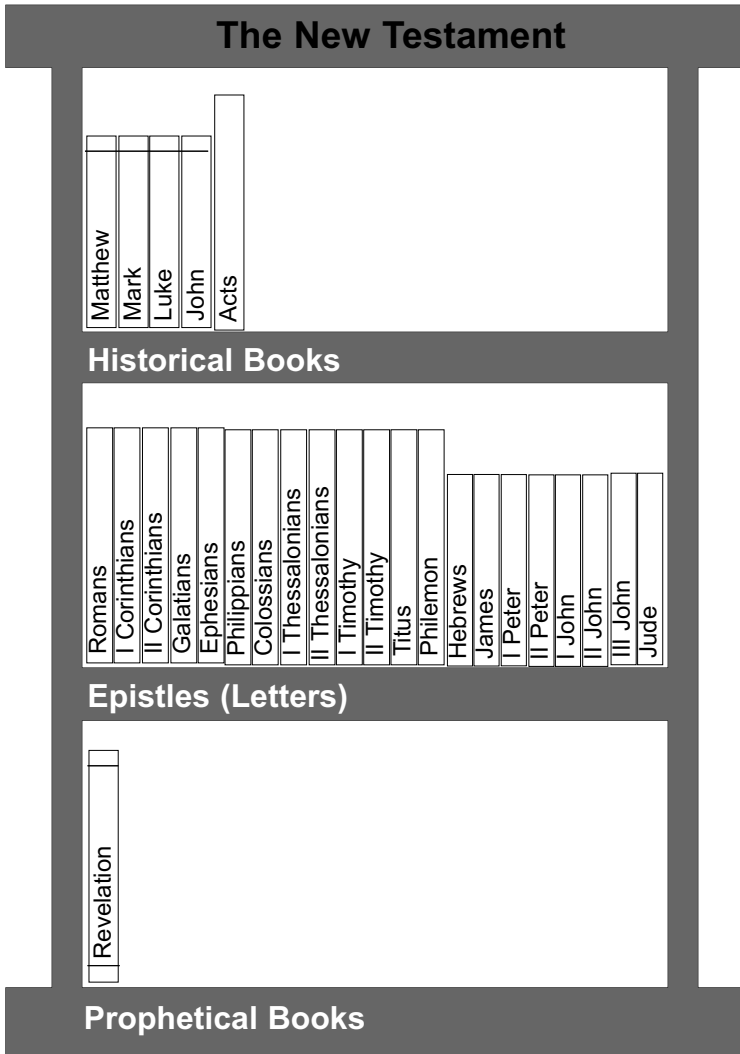 The New Testament
Matthew
Mark
Luke
John
Acts
Historical Books
Romans
I Corinthians
II Corinthians
Galatians
Ephesians
Philippians
Colossians
I Thessalonians
II Thessalonians
I Timothy
II Timothy
Titus
Philemon
Hebrews
James
I Peter
II Peter
I John
II John
III John
Jude
Epistles (Letters)
Revelation
Prophetical Books